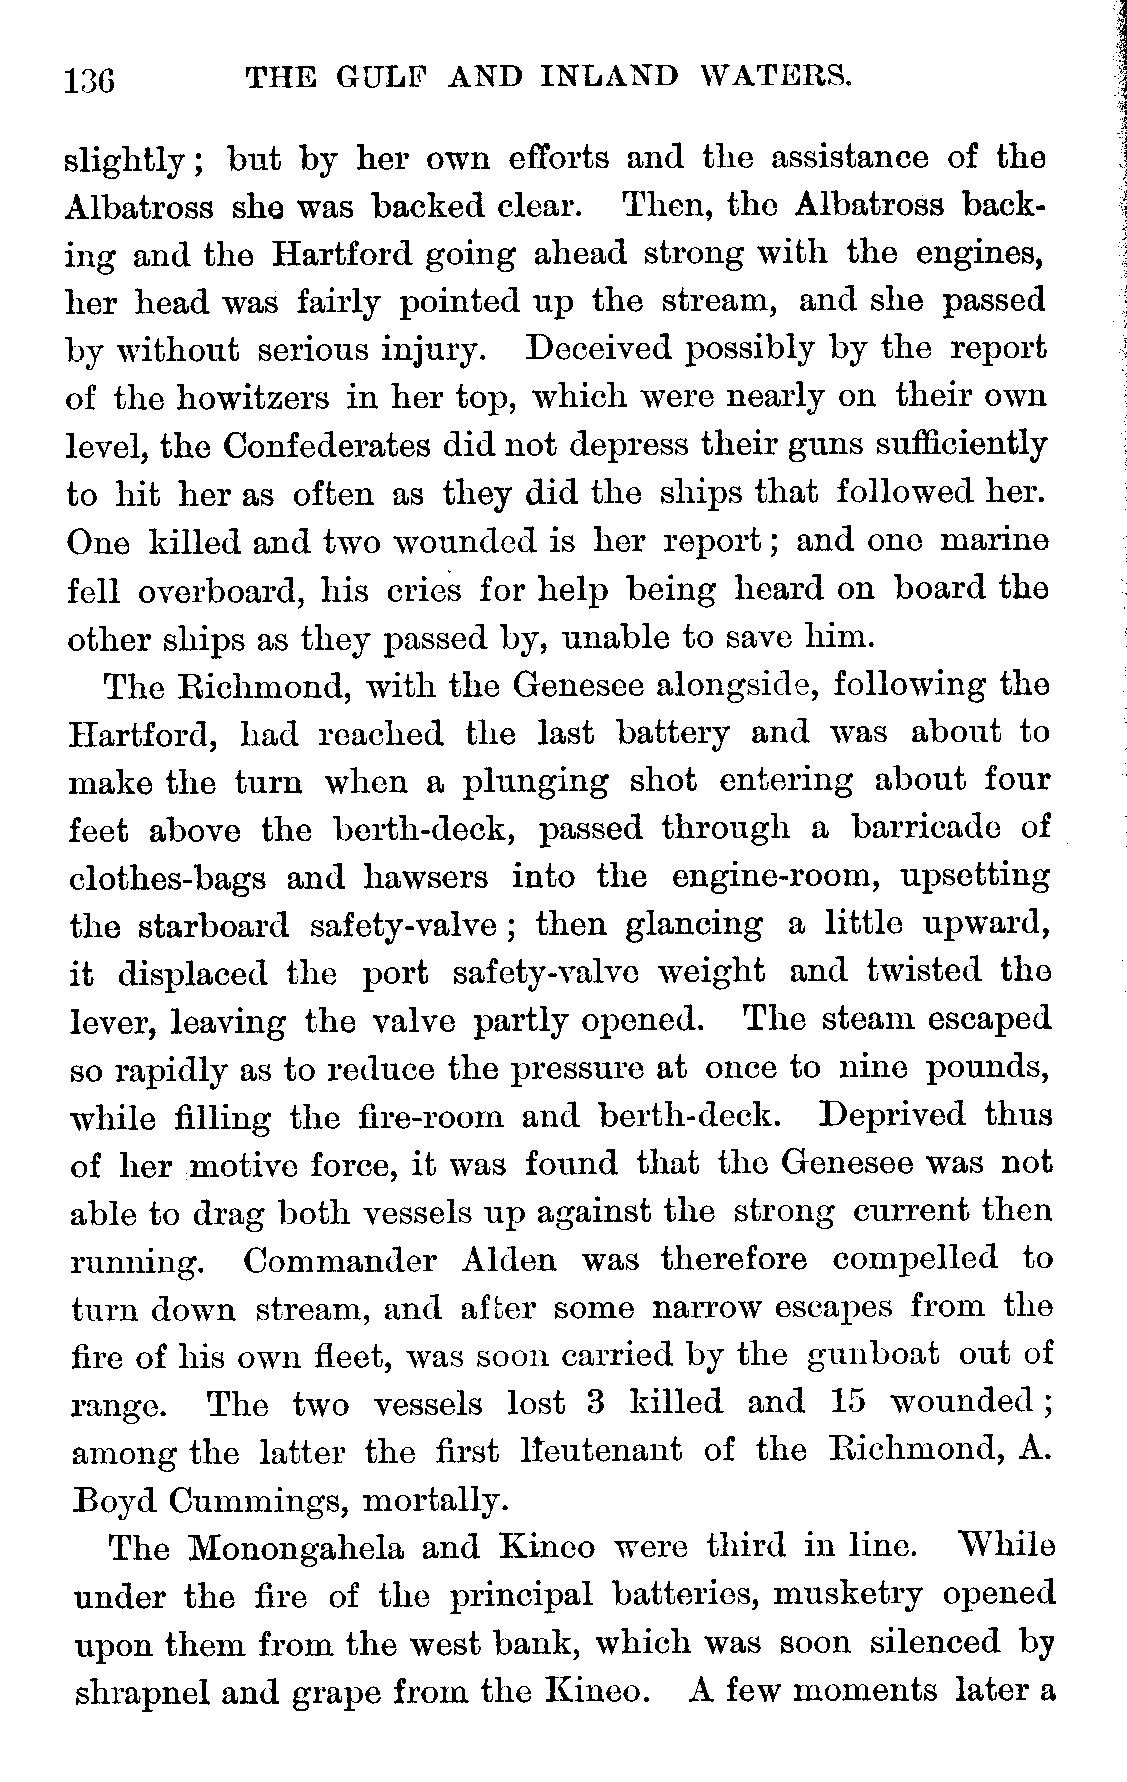 136 THE GULF AND INLAND WATERS.
slightly; but by her own efforts and the assistance of the
Albatross she was backed clear. Then, the Albatross back-
ing and the Hartford going ahead strong with the engines,
her head was fairly pointed up the stream, and she passed
by without serious injury. Deceived possibly by the report
of the howitzers in her top, which were nearly on their own
level, the Confederates did not depress their guns sufficiently
to hit her as often as they did the ships that followed her.
One killed and two wounded is her report; and one marine
fell overboard, his cries for help being heard on board the
other ships as they passed by, unable to save him.
The Richmond, with the Genesee alongside, following the
Hartford, had reached the last battery and was about to
make the turn when a plunging shot entering about four
feet above the berth-deck, passed through a barricade of
clothes-bags and hawsers into the engine-room, upsetting
the starboard safety-valve; then glancing a little upward,
it displaced the port safety-valve weight and twisted the
lever, leaving the valve partly opened. The steam escaped
so rapidly as to reduce the pressure at once to nine pounds,
while filling the fire-room and berth-deck. Deprived thus
of her motive force, it was found that the Genesee was not
able to drag both vessels up against the strong current then
running. Commander Alden was therefore compelled to
turn down stream, and after some narrow escapes from the
fire of his own fleet, was soon carried by the gunboat out of
range. The two vessels lost 3 killed and 15 wounded;
among the latter the first lieutenant of the Richmond, A.
Boyd Cummings, mortally.
The Monongahela and Kineo were third in line. While
under the fire of the principal batteries, musketry opened
upon them from the west bank, which was soon silenced by
shrapnel and grape from the Kineo. A few moments later a